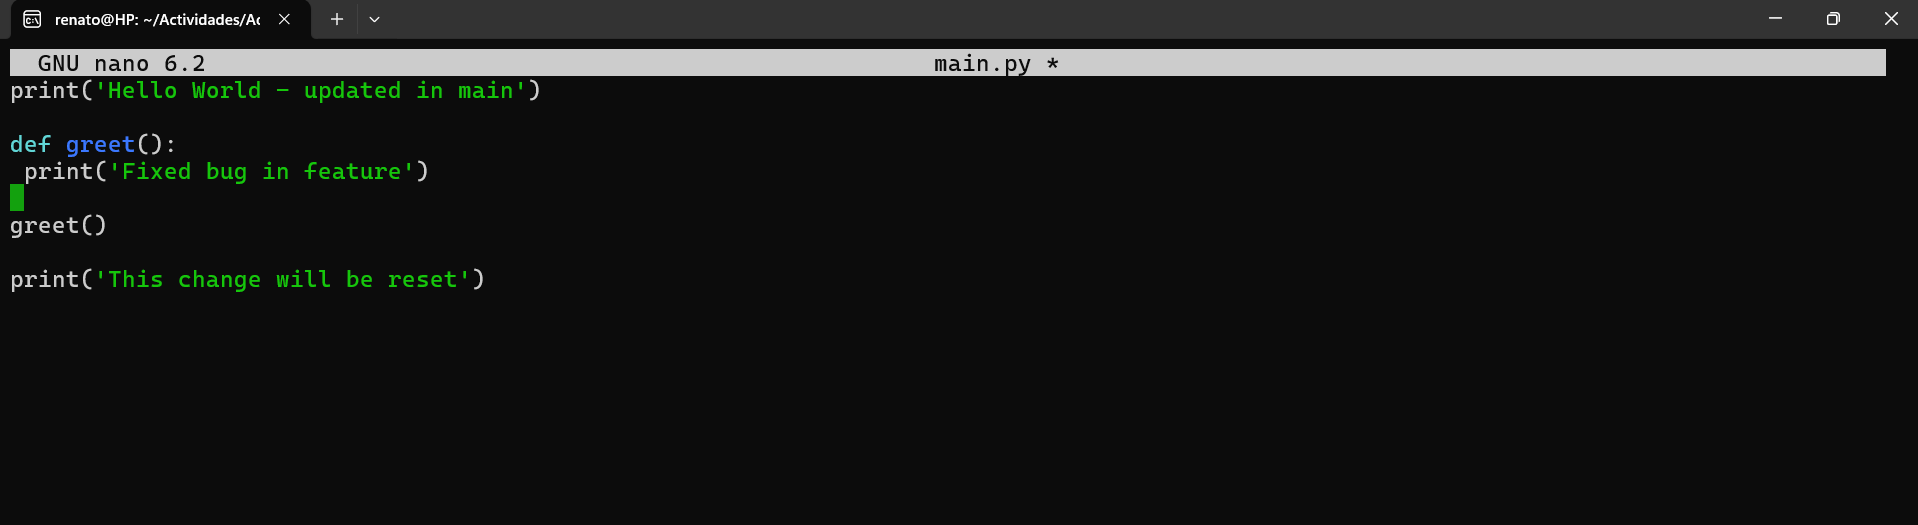 renato@HP: ~/Actividades/Ac
GNU nano 6.2 main.py *
print('Hello World - updated in main')
def greet():
 print('Fixed bug in feature')
greet()
print('This change will be reset')